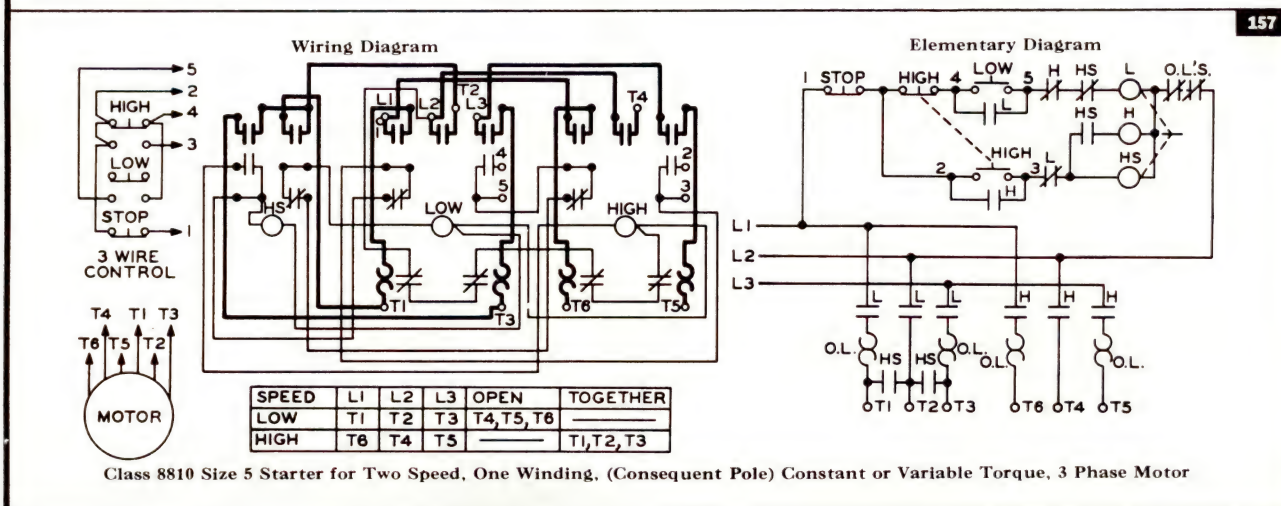 157
Wiring Diagram
5
2
HIGH
4
3
LOW
STOP
1
3 WIRE
CONTROL
L1
L2
T2
L3
T4
1
4
5
2
3
HS
LOW
HIGH
T1
T3
T6
T5
T4 T1 T3
T6 T5 T2
MOTOR
SPEED L1 L2 L3 OPEN TOGETHER
LOW T1 T2 T3 T4,T5,T6
HIGH T6 T4 T5 T1,T2,T3
Elementary Diagram
1 STOP HIGH 4 LOW 5 H HS L O.L'S.
L HS H
2 HIGH 3 L HS
H
L1
L2
L3
L L L H H H
O.L. HS HS O.L. O.L. O.L.
T1 T2 T3 T6 T4 T5
Class 8810 Size 5 Starter for Two Speed, One Winding, (Consequent Pole) Constant or Variable Torque, 3 Phase Motor